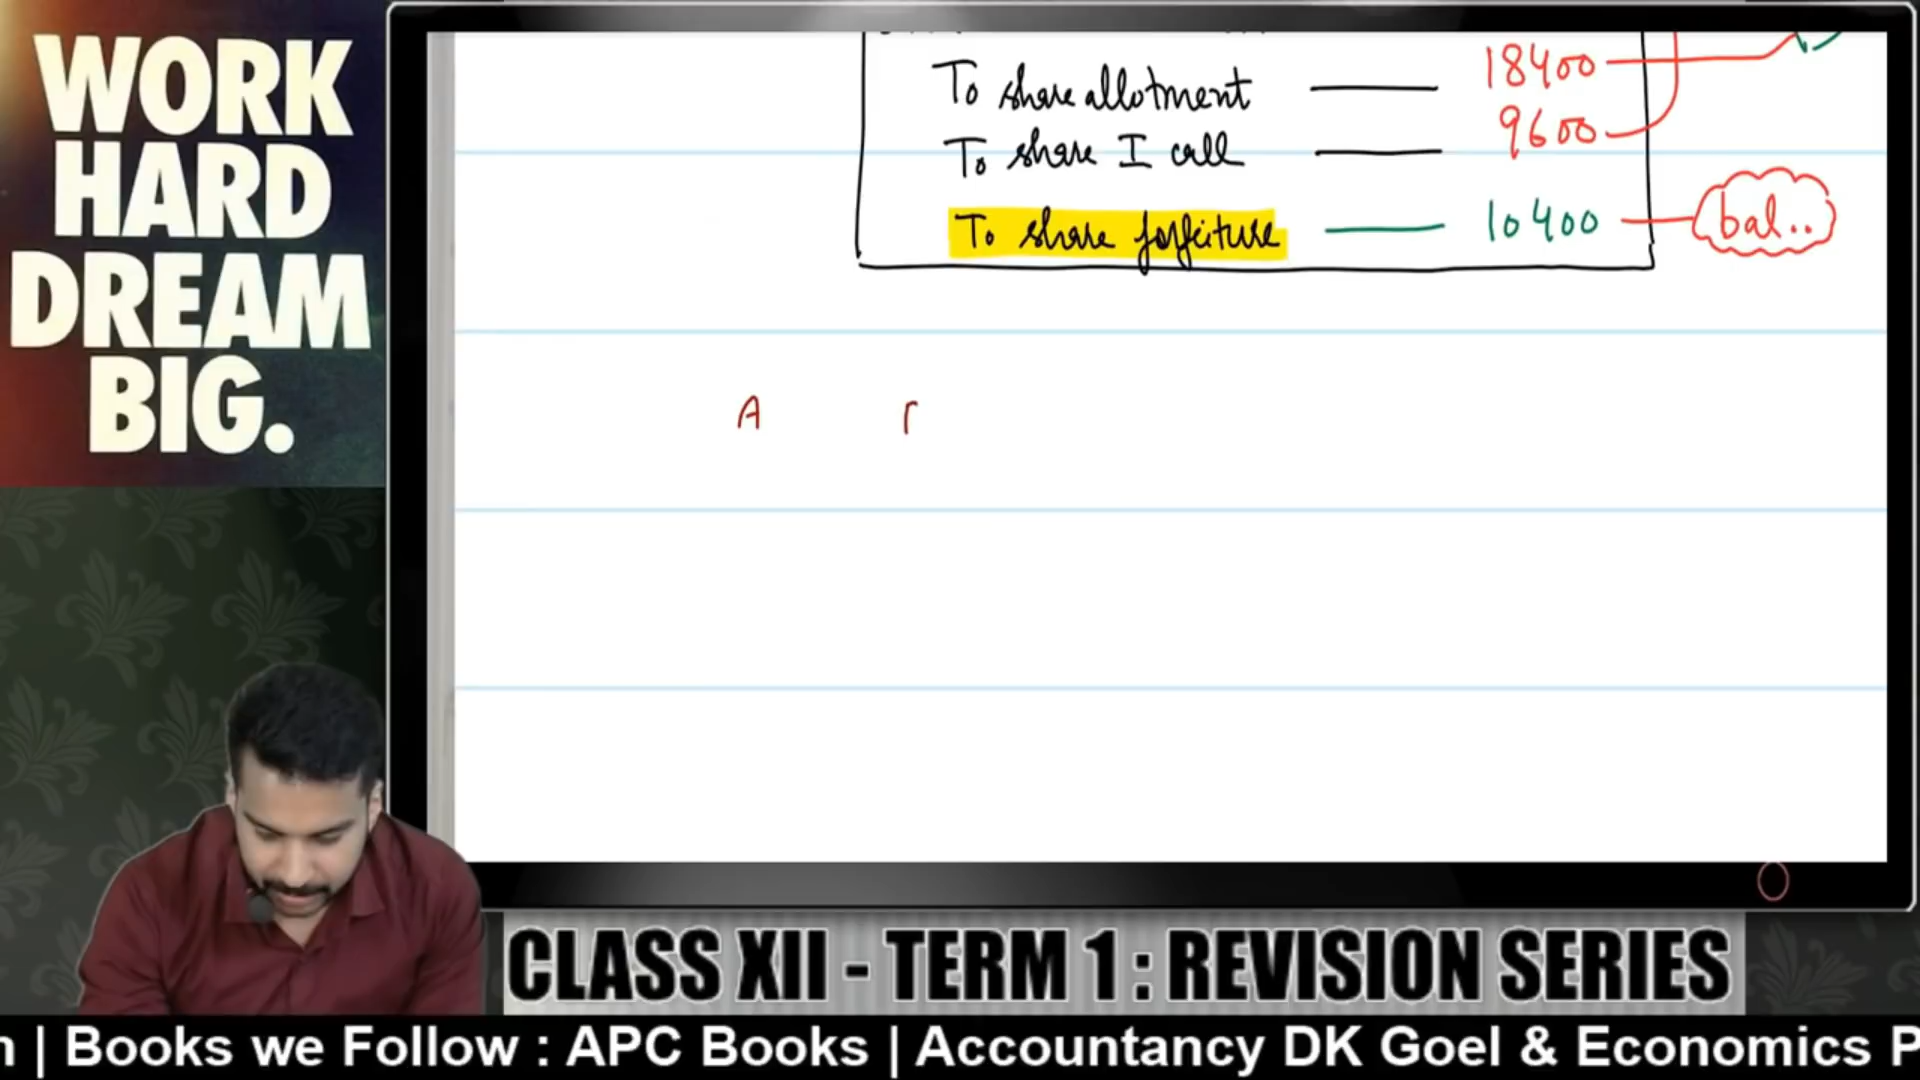 WORK
HARD
DREAM
BIG.
To share allotment 18400
To share I call 9600
To share forfeiture 10400 bal..
A
CLASS XII - TERM 1 : REVISION SERIES
| Books we Follow : APC Books | Accountancy DK Goel & Economics P